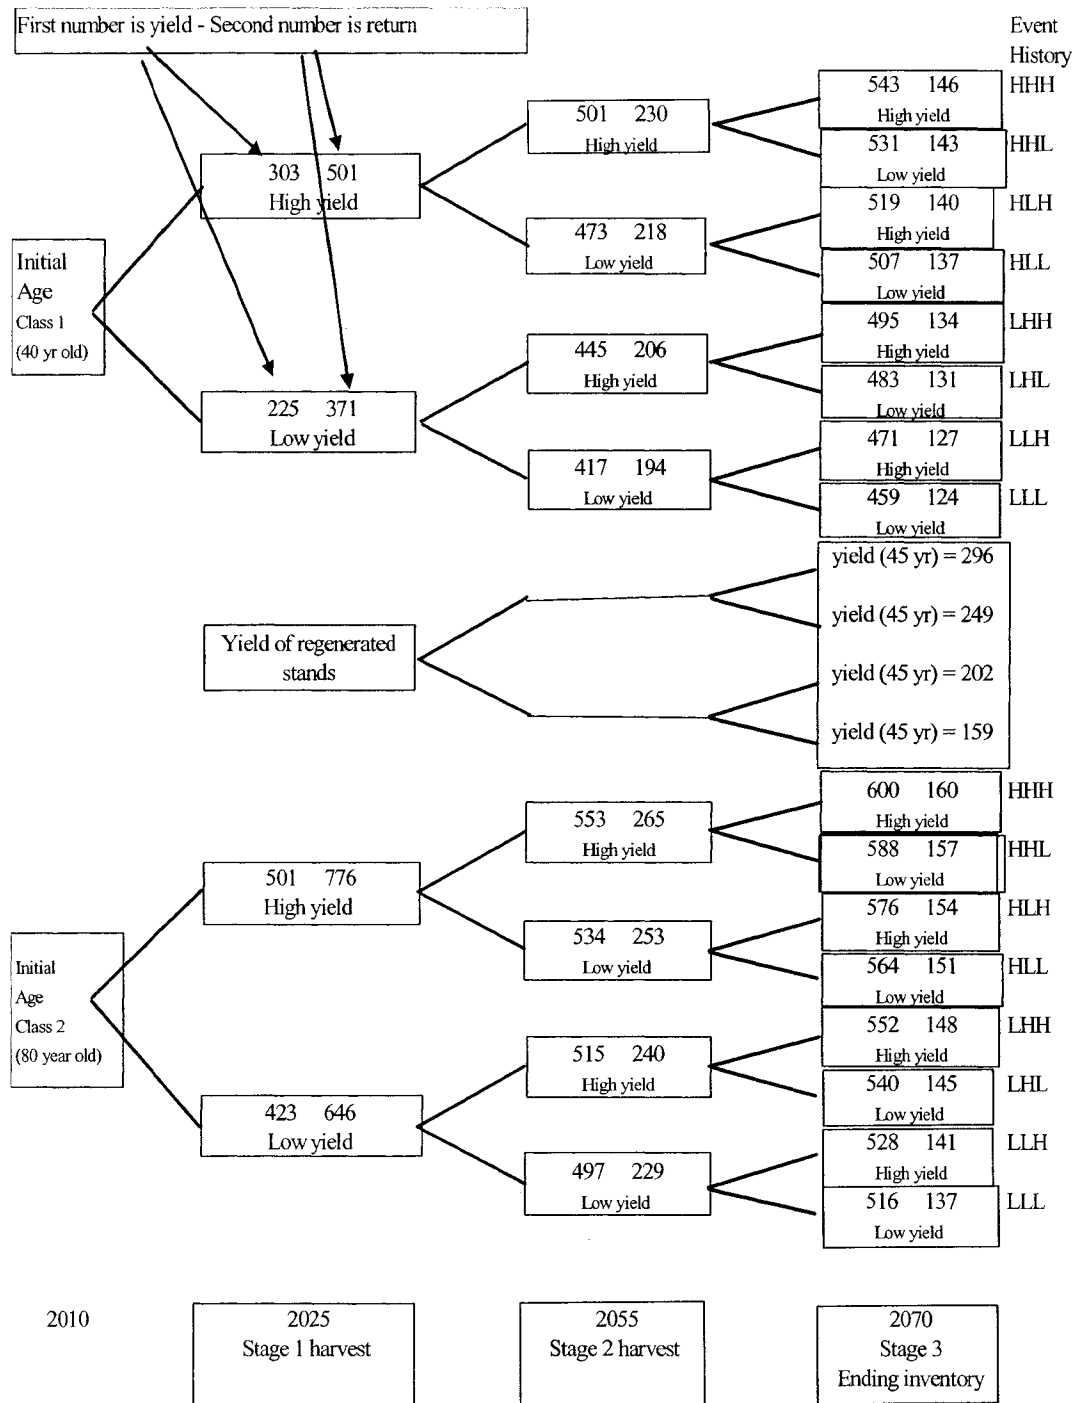 First number is yield - Second number is return
Event
History
543 146
High yield
HHH
501 230
High yield
531 143
Low yield
HHL
303 501
High yield
519 140
High yield
HLH
473 218
Low yield
507 137
Low yield
HLL
Initial
Age
Class 1
(40 yr old)
495 134
High yield
LHH
445 206
High yield
483 131
Low yield
LHL
225 371
Low yield
471 127
High yield
LLH
417 194
Low yield
459 124
Low yield
LLL
yield (45 yr) = 296
yield (45 yr) = 249
Yield of regenerated
stands
yield (45 yr) = 202
yield (45 yr) = 159
600 160
High yield
HHH
553 265
High yield
588 157
Low yield
HHL
501 776
High yield
576 154
High yield
HLH
534 253
Low yield
564 151
Low yield
HLL
Initial
Age
Class 2
(80 year old)
552 148
High yield
LHH
515 240
High yield
540 145
Low yield
LHL
423 646
Low yield
528 141
High yield
LLH
497 229
Low yield
516 137
Low yield
LLL
2010
2025
Stage 1 harvest
2055
Stage 2 harvest
2070
Stage 3
Ending inventory